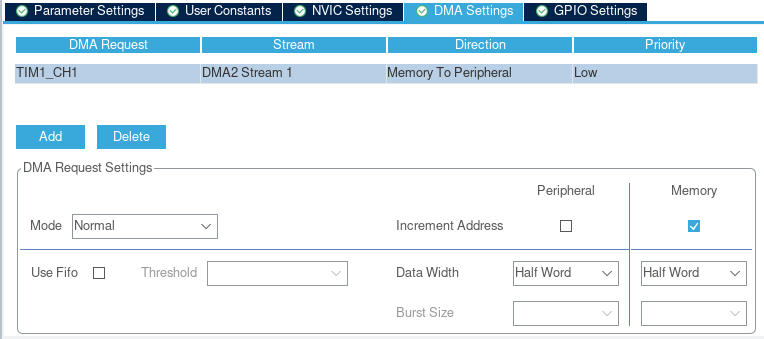 Parameter Settings User Constants NVIC Settings DMA Settings GPIO Settings
DMA Request Stream Direction Priority
TIM1_CH1 DMA2 Stream 1 Memory To Peripheral Low
Add Delete
DMA Request Settings
Peripheral Memory
Mode Normal Increment Address
Use Fifo Threshold Data Width Half Word Half Word
Burst Size